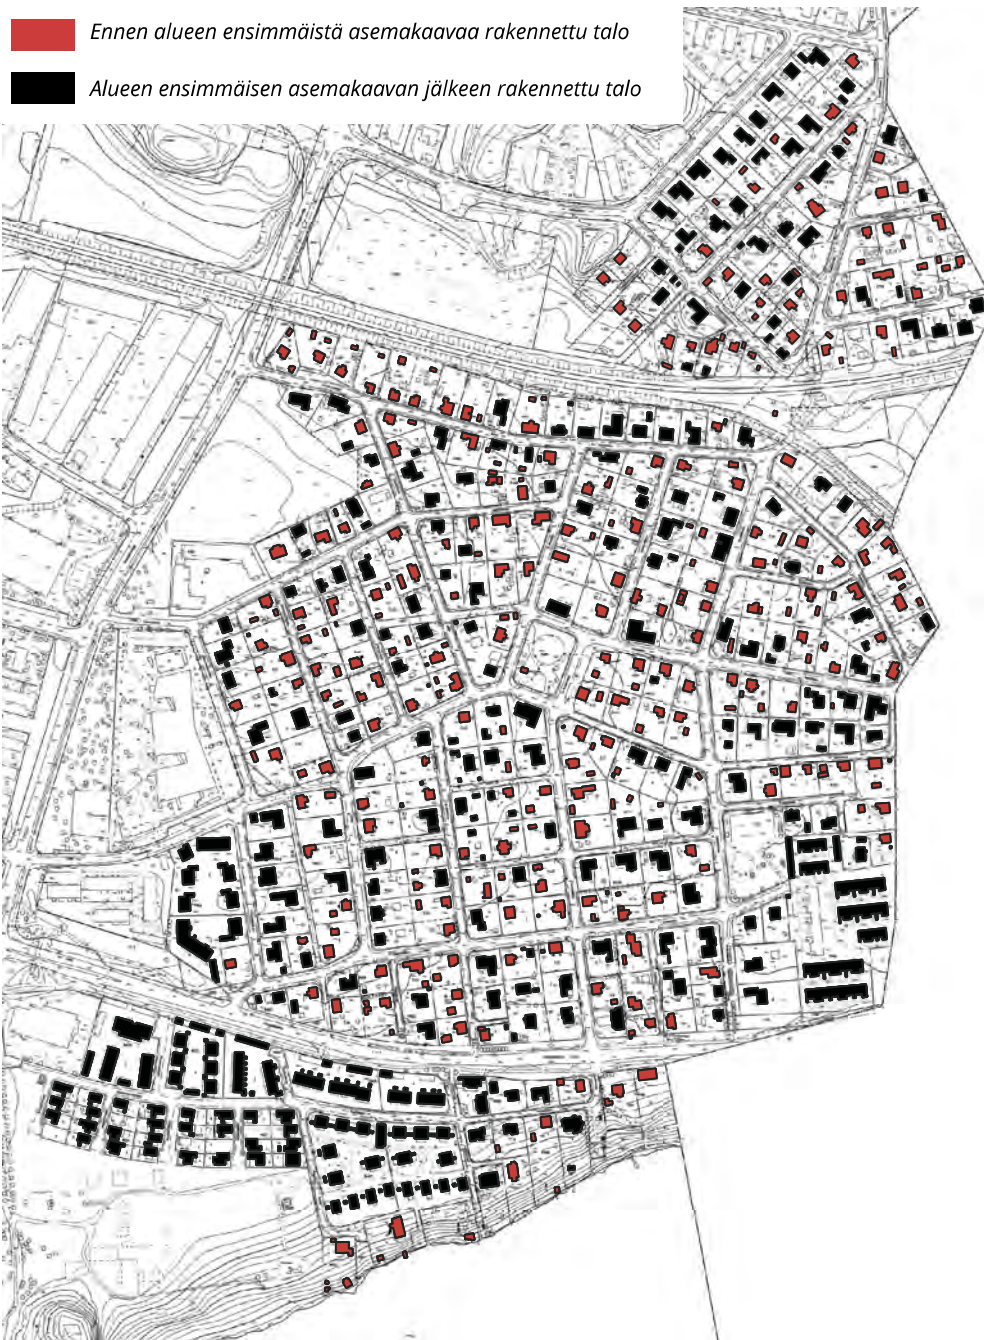 Ennen alueen ensimmäistä asemakaavaa rakennettu talo
Alueen ensimmäisen asemakaavan jälkeen rakennettu talo